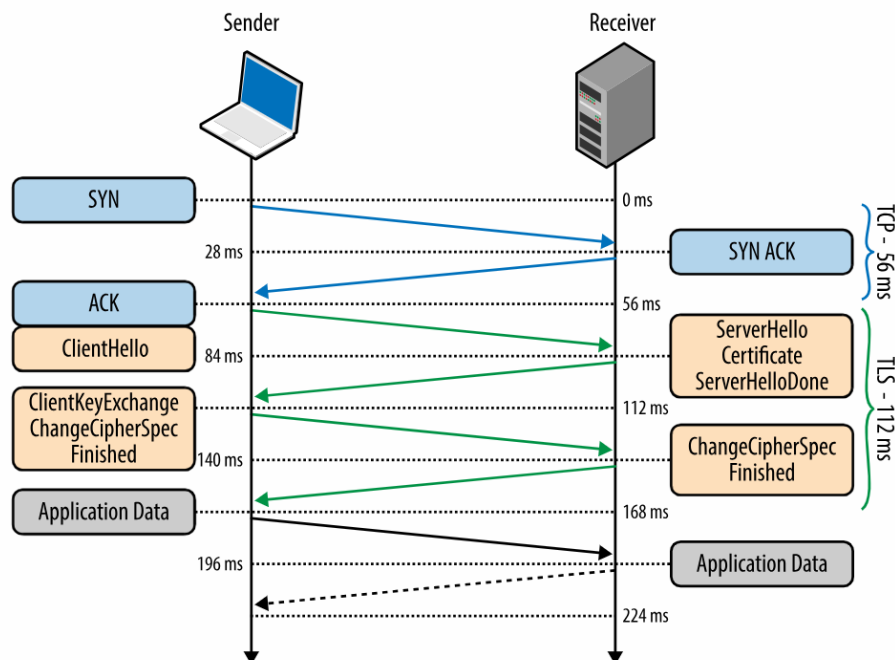 Sender
Receiver
SYN
0 ms
28 ms
SYN ACK
TCP - 56 ms
ACK
56 ms
ClientHello
84 ms
ServerHello
Certificate
ServerHelloDone
ClientKeyExchange
ChangeCipherSpec
Finished
112 ms
TLS - 112 ms
140 ms
ChangeCipherSpec
Finished
Application Data
168 ms
196 ms
Application Data
224 ms